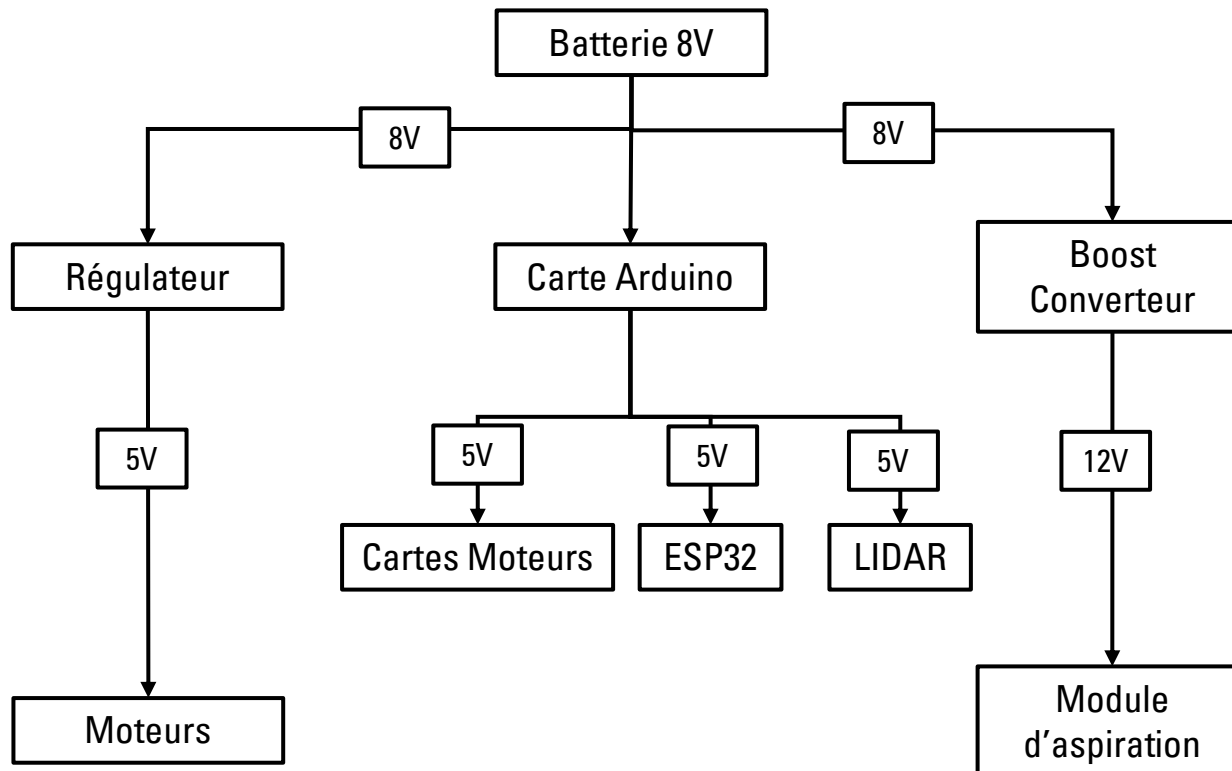 Batterie 8V
8V
8V
Régulateur
Carte Arduino
Boost
Converteur
5V
5V
5V
5V
12V
Cartes Moteurs
ESP32
LIDAR
Moteurs
Module
d'aspiration